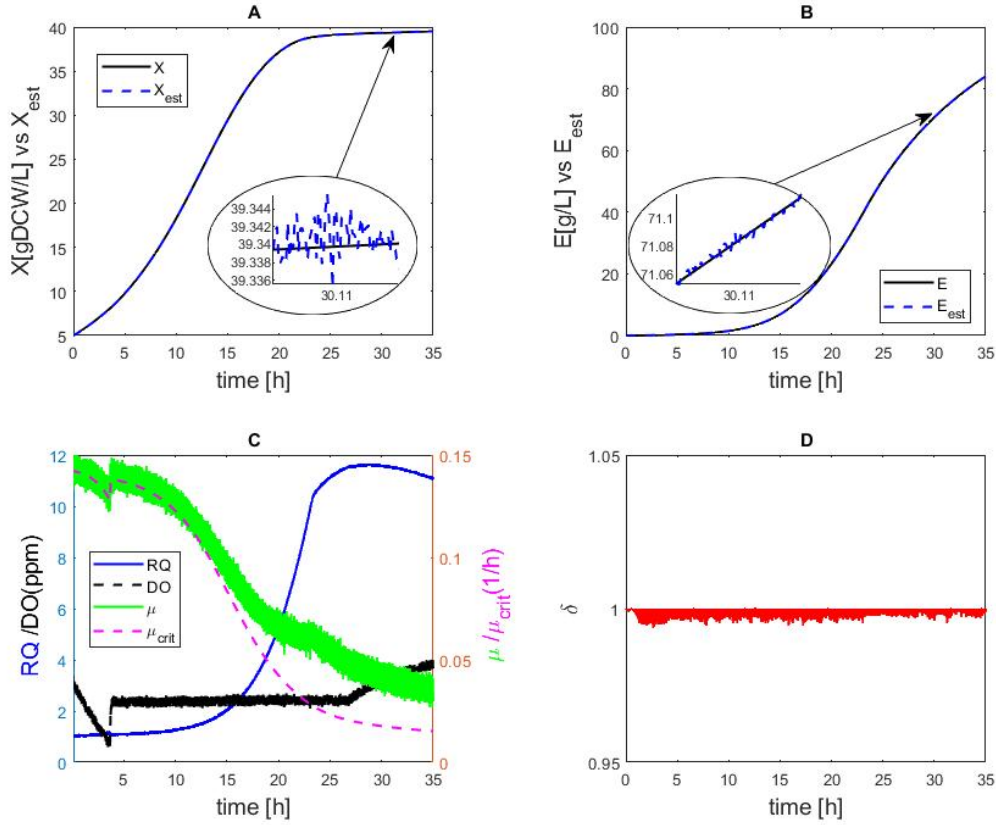 A
X[gDCW/L] vs X_est
40
35
30
25
20
15
10
5
X
X_est
39.344
39.342
39.34
39.338
39.336
30.11
0 5 10 15 20 25 30 35
time [h]
B
E[g/L] vs E_est
100
80
60
40
20
0
71.1
71.08
71.06
30.11
E
E_est
0 5 10 15 20 25 30 35
time [h]
C
RQ /DO(ppm)
12
10
8
6
4
2
0
RQ
DO
μ
μ_crit
0.15
0.1
0.05
0
μ /μ_crit(1/h)
5 10 15 20 25 30 35
time [h]
D
δ
1.05
1
0.95
0 5 10 15 20 25 30 35
time [h]